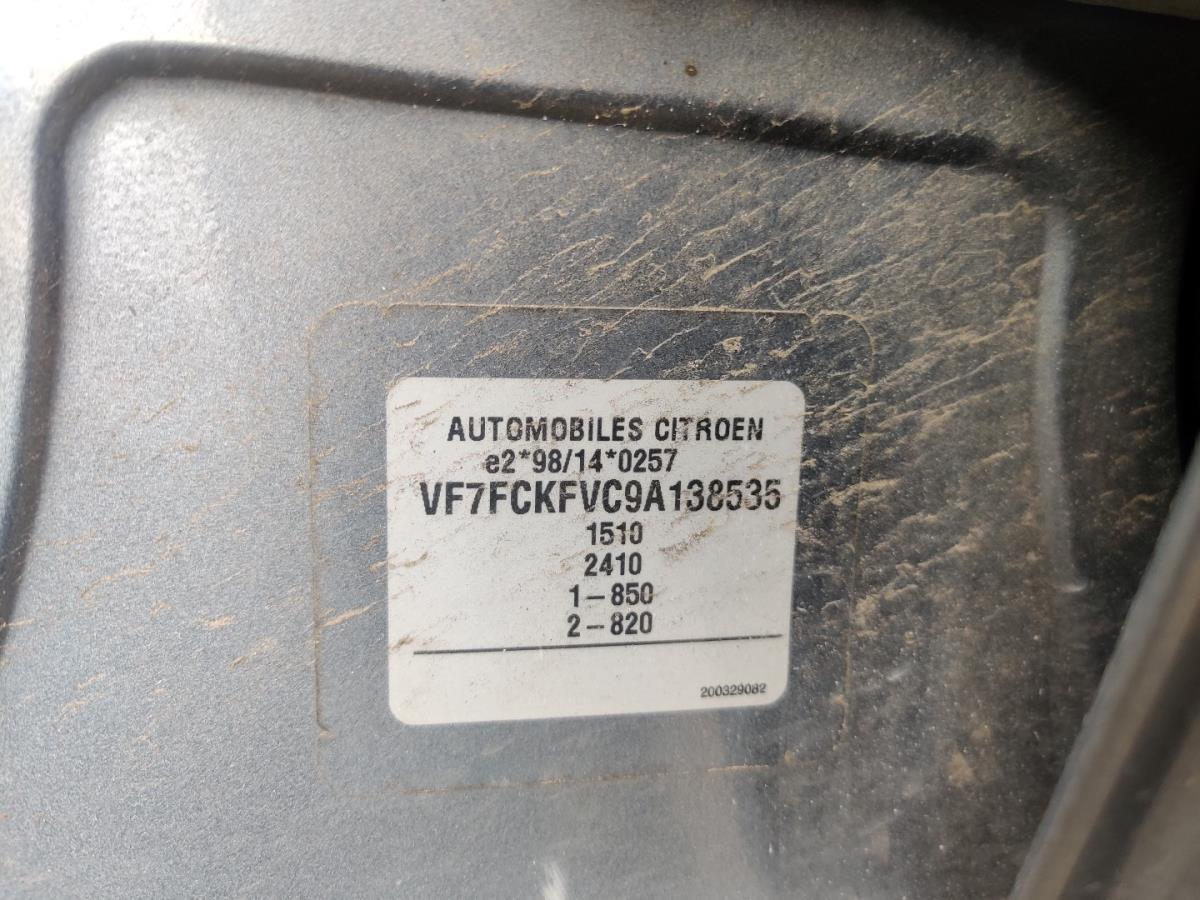 AUTOMOBILES CITROEN
e2*98/14*0257
VF7FCKFVC9A138535
1510
2410
1-850
2-820
200329082